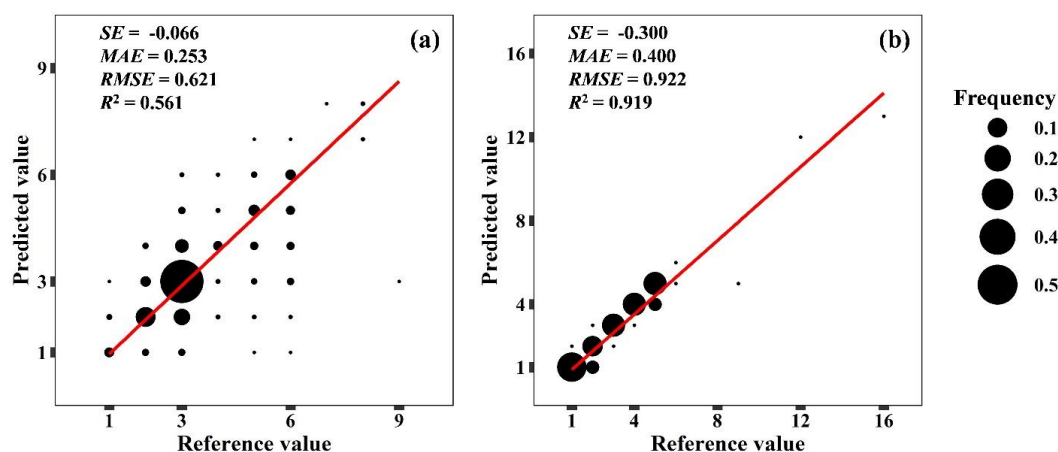 SE = -0.066
MAE = 0.253
RMSE = 0.621
R² = 0.561
(a)
9
6
3
1
Predicted value
1 3 6 9
Reference value
SE = -0.300
MAE = 0.400
RMSE = 0.922
R² = 0.919
(b)
16
12
8
4
1
Predicted value
1 4 8 12 16
Reference value
Frequency
0.1
0.2
0.3
0.4
0.5